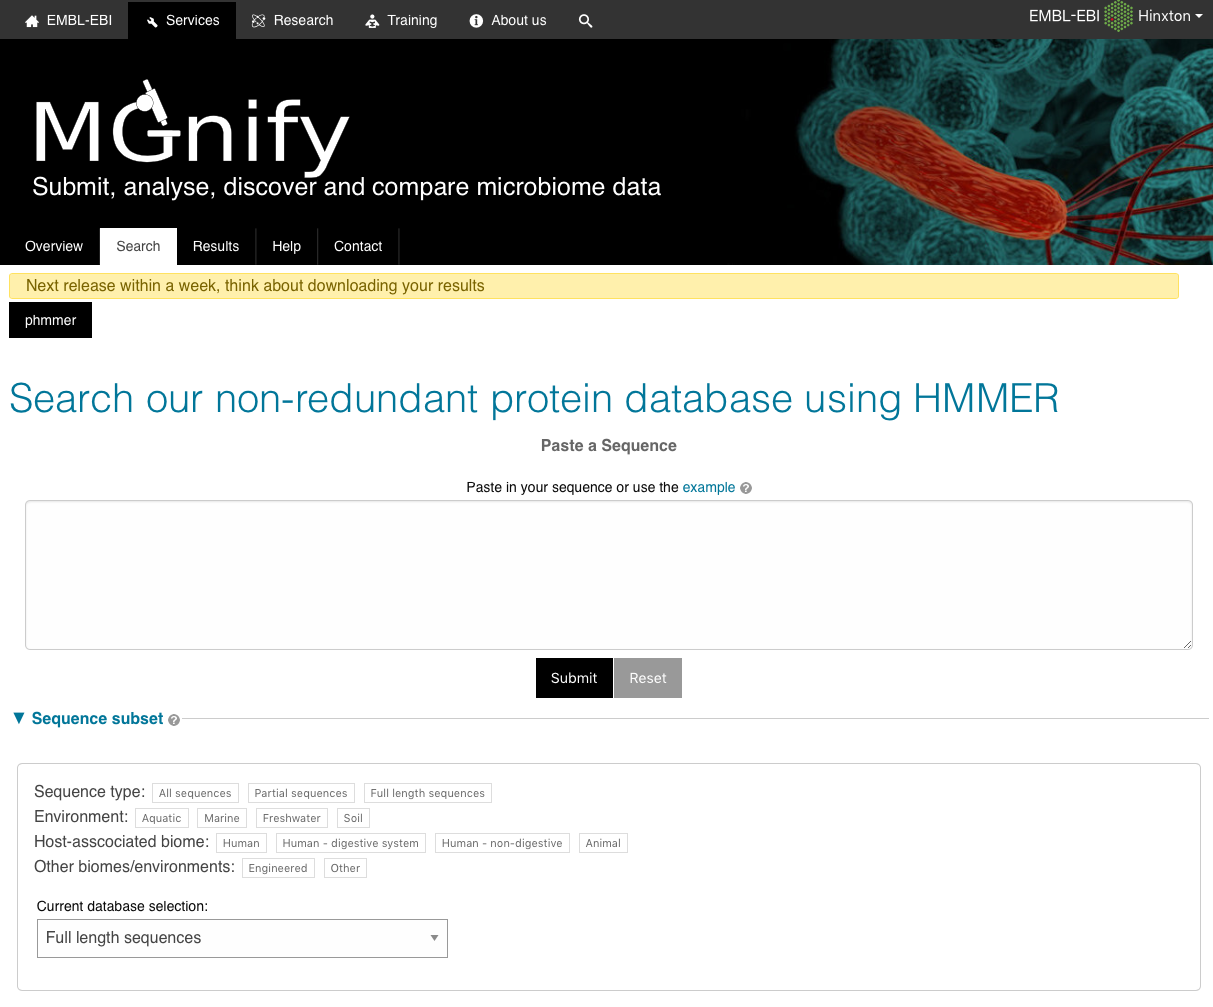 EMBL-EBI Services Research Training About us EMBL-EBI Hinxton
MGnify
Submit, analyse, discover and compare microbiome data
Overview Search Results Help Contact
Next release within a week, think about downloading your results
phmmer
Search our non-redundant protein database using HMMER
Paste a Sequence
Paste in your sequence or use the example ?
Submit Reset
▼ Sequence subset ?
Sequence type: All sequences Partial sequences Full length sequences
Environment: Aquatic Marine Freshwater Soil
Host-asscociated biome: Human Human - digestive system Human - non-digestive Animal
Other biomes/environments: Engineered Other
Current database selection:
Full length sequences